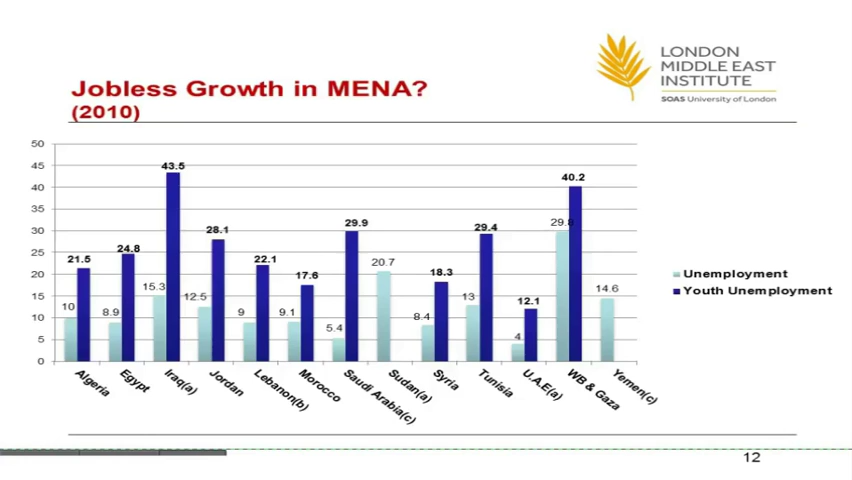 LONDON
MIDDLE EAST
INSTITUTE
SOAS University of London
Jobless Growth in MENA?
(2010)
50
45
40
35
30
25
20
15
10
5
0
10
21.5
8.9
24.8
15.3
43.5
12.5
28.1
9
22.1
9.1
17.6
5.4
29.9
20.7
8.4
18.3
13
29.4
4
12.1
29.8
40.2
14.6
Algeria
Egypt
Iraq(a)
Jordan
Lebanon(b)
Morocco
Saudi Arabia(c)
Sudan(a)
Syria
Tunisia
U.A.E(a)
WB & Gaza
Yemen(c)
Unemployment
Youth Unemployment
12